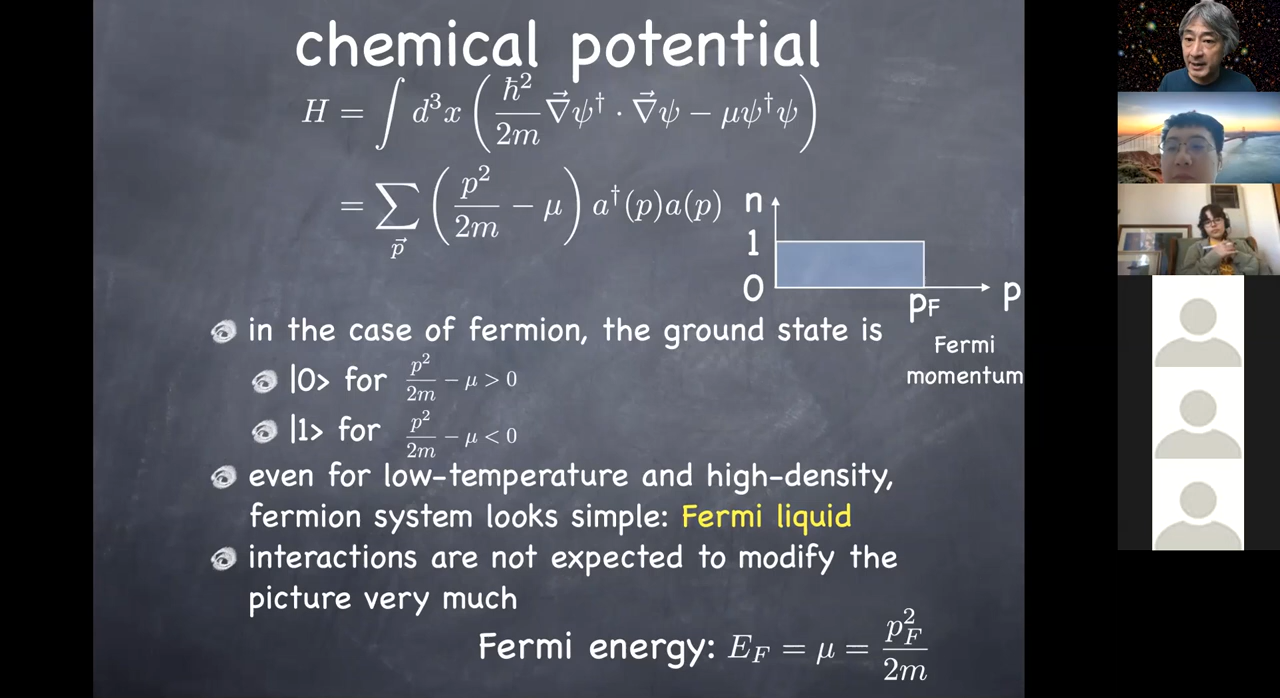 chemical potential
H = ∫ d³x ( ℏ²/2m ∇⃗ψ† · ∇⃗ψ − μψ†ψ )
= ∑_p⃗ ( p²/2m − μ ) a†(p)a(p)
n
1
0
p
pF
Fermi
momentum
in the case of fermion, the ground state is
|0> for p²/2m − μ > 0
|1> for p²/2m − μ < 0
even for low-temperature and high-density,
fermion system looks simple: Fermi liquid
interactions are not expected to modify the
picture very much
Fermi energy: E_F = μ = p_F²/2m